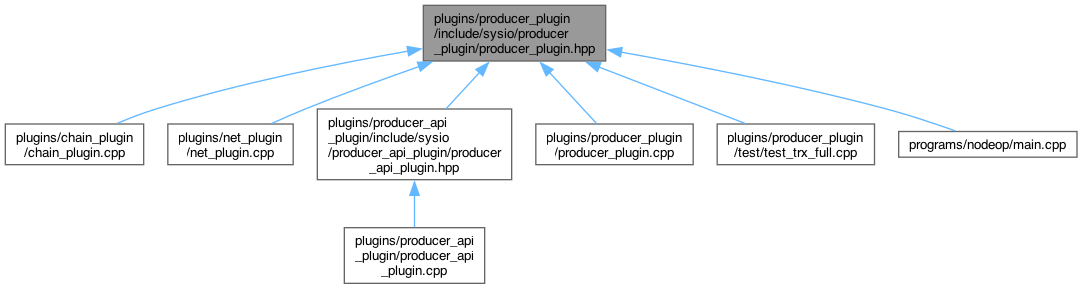 plugins/producer_plugin
/include/sysio/producer
_plugin/producer_plugin.hpp
plugins/chain_plugin
/chain_plugin.cpp
plugins/net_plugin
/net_plugin.cpp
plugins/producer_api
_plugin/include/sysio
/producer_api_plugin/producer
_api_plugin.hpp
plugins/producer_plugin
/producer_plugin.cpp
plugins/producer_plugin
/test/test_trx_full.cpp
programs/nodeop/main.cpp
plugins/producer_api
_plugin/producer_api
_plugin.cpp